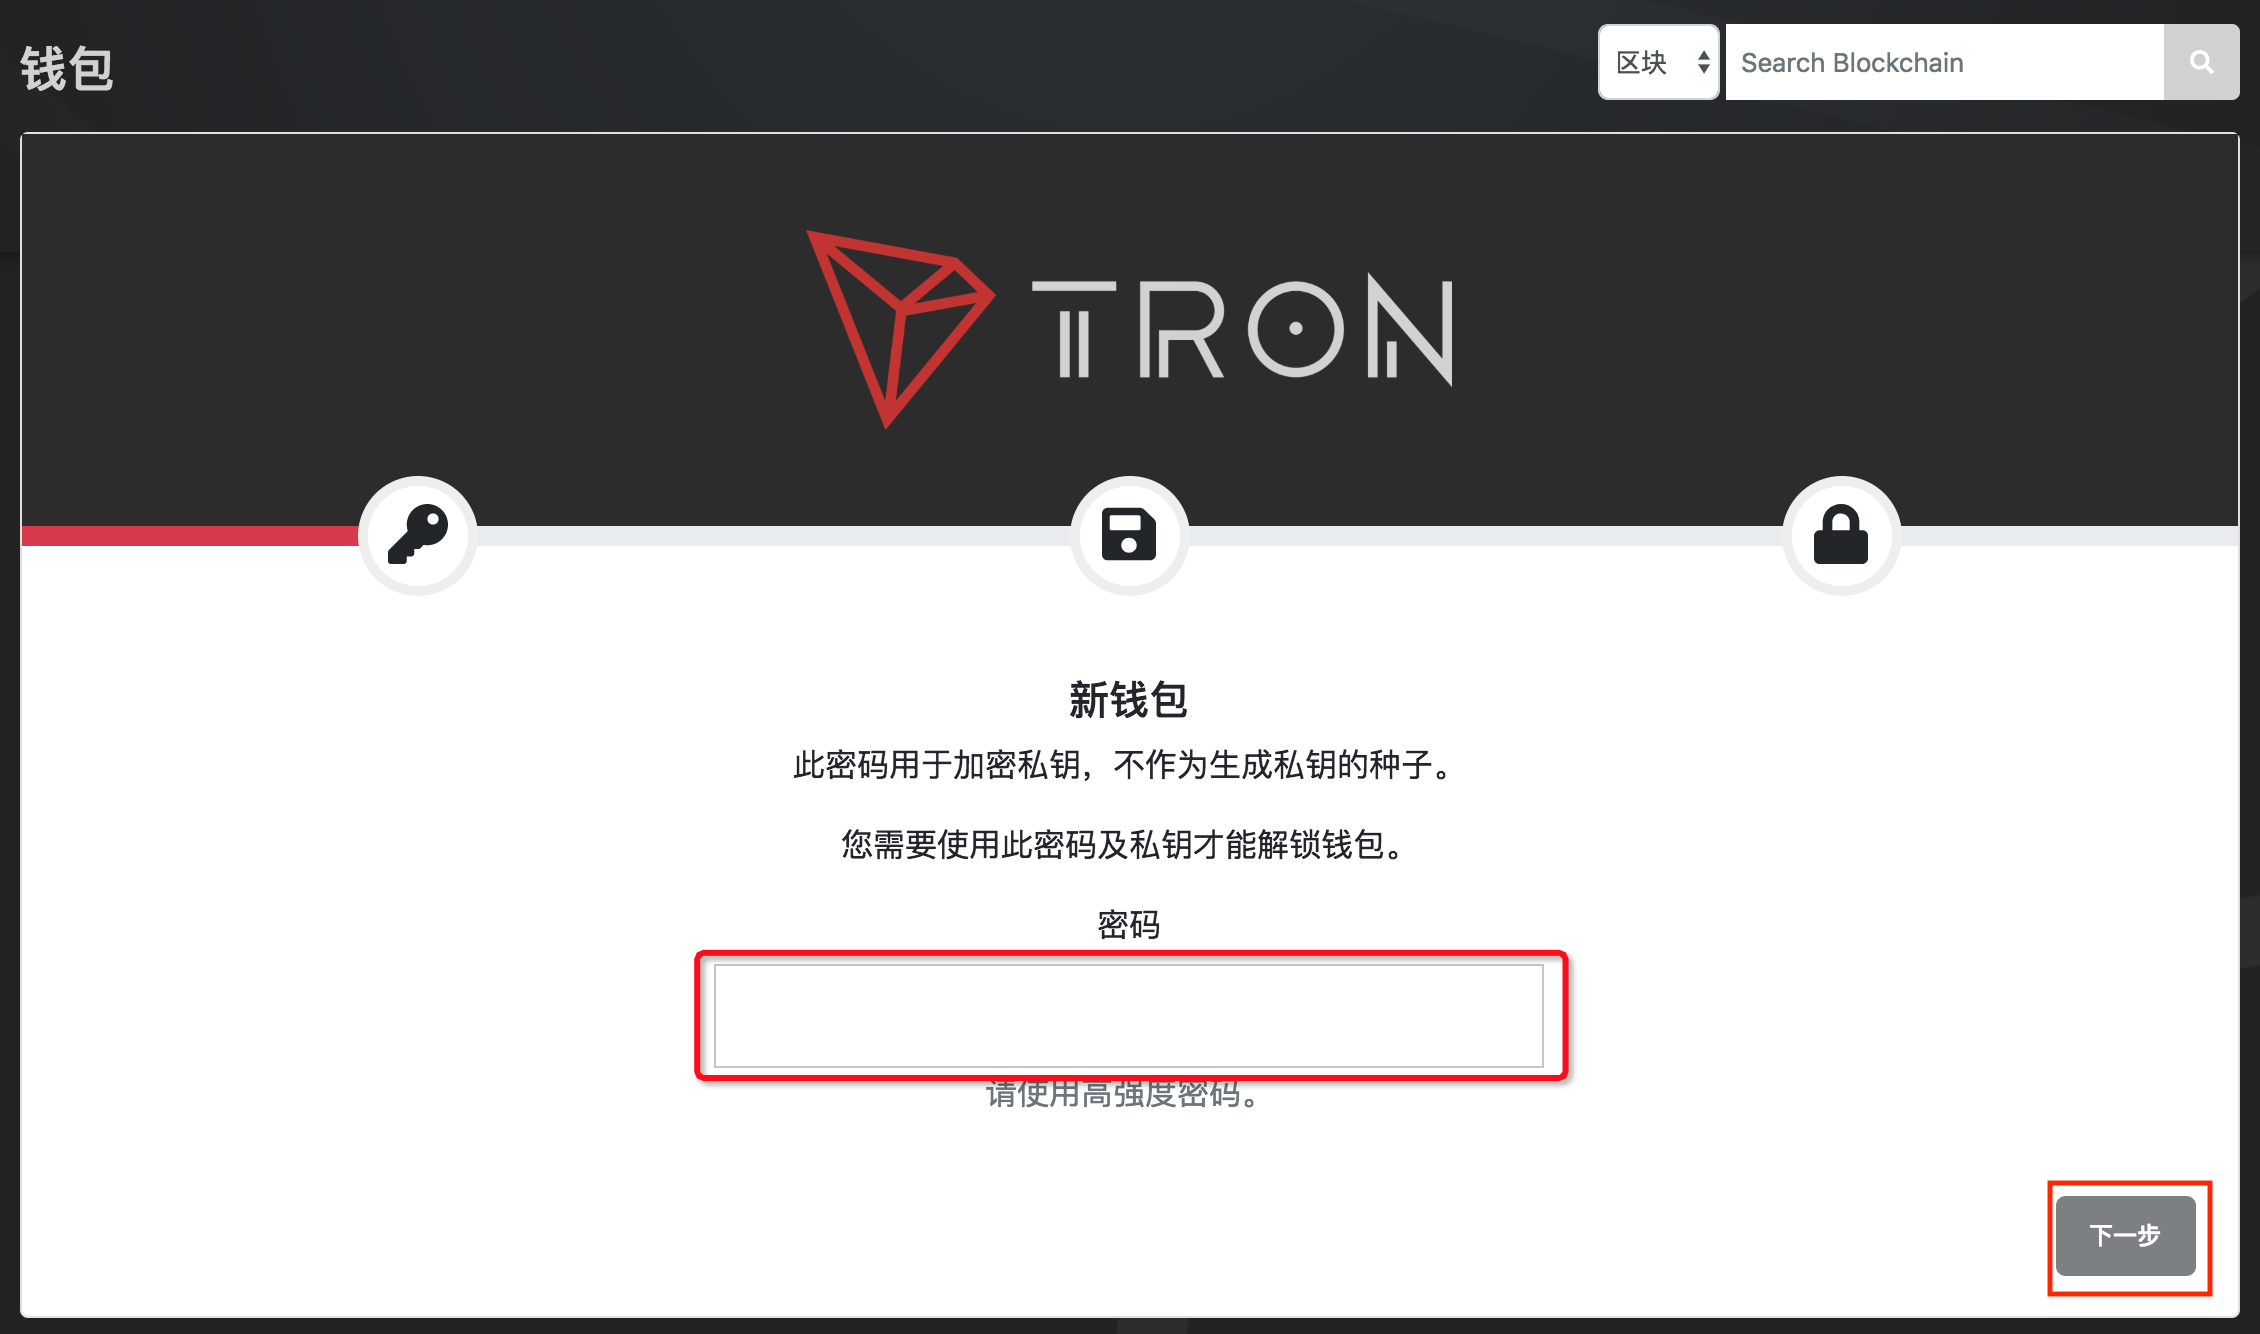 钱包
区块
Search Blockchain
TRON
新钱包
此密码用于加密私钥，不作为生成私钥的种子。
您需要使用此密码及私钥才能解锁钱包。
密码
请使用高强度密码。
下一步